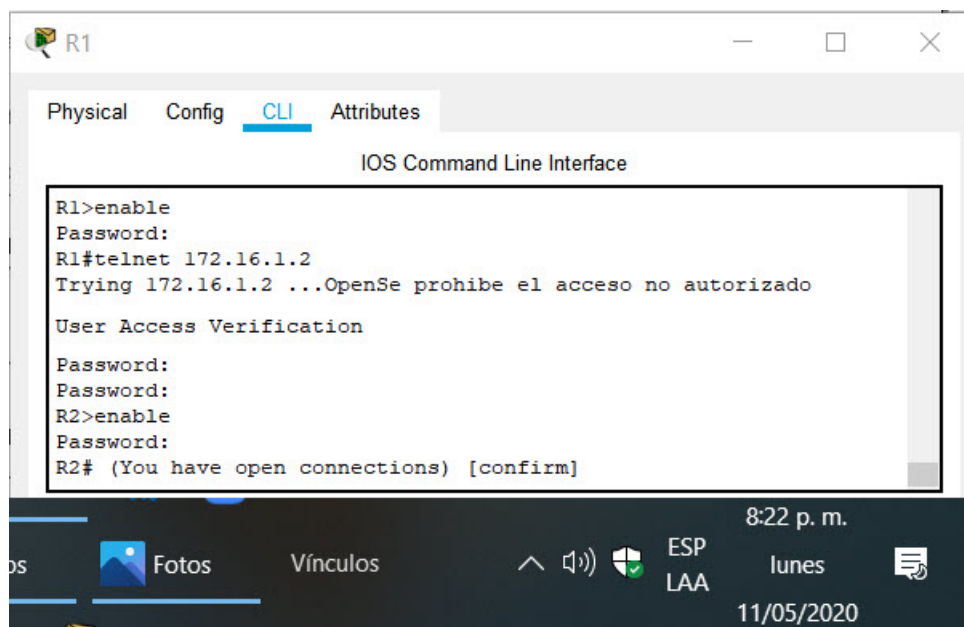 R1
Physical Config CLI Attributes
IOS Command Line Interface
R1>enable
Password:
R1#telnet 172.16.1.2
Trying 172.16.1.2 ...OpenSe prohibe el acceso no autorizado
User Access Verification
Password:
Password:
R2>enable
Password:
R2# (You have open connections) [confirm]
os Fotos Vínculos
ESP
LAA
8:22 p. m.
lunes
11/05/2020